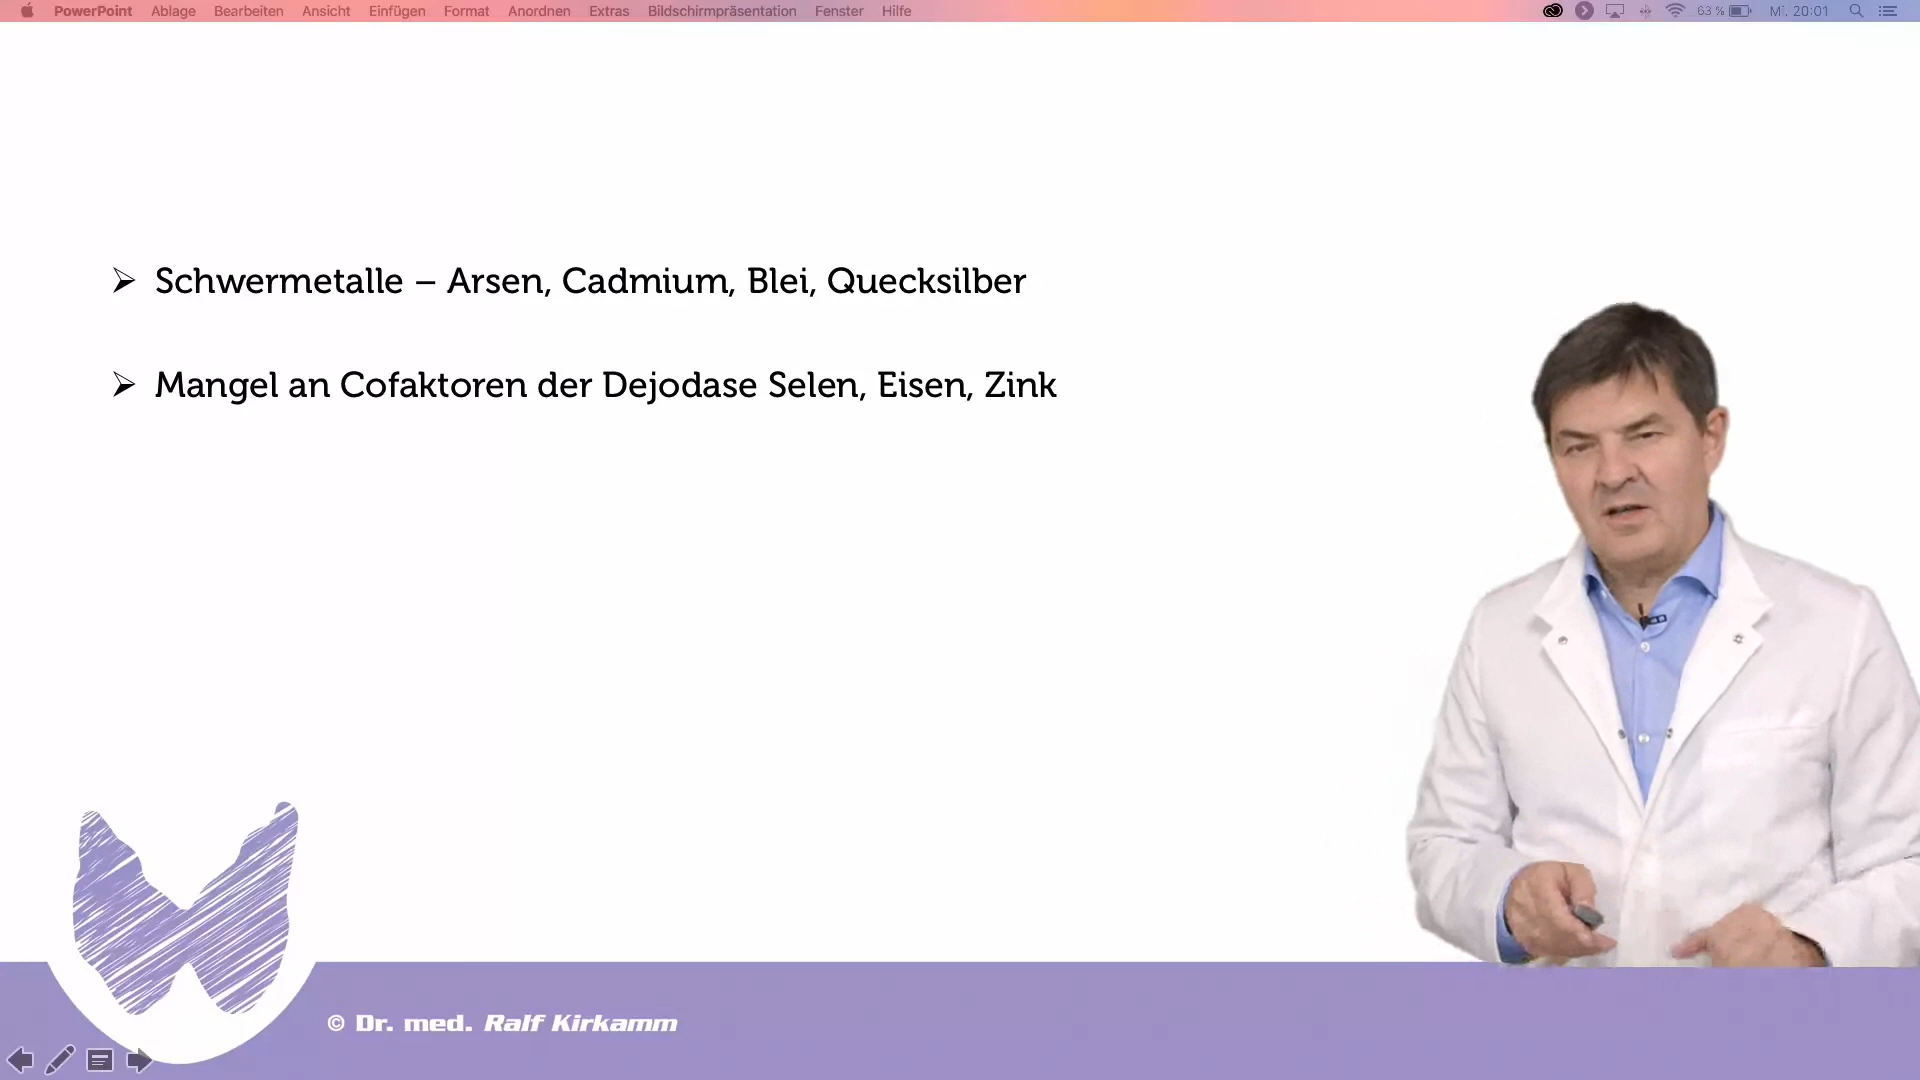 PowerPoint Ablage Bearbeiten Ansicht Einfügen Format Anordnen Extras Bildschirmpräsentation Fenster Hilfe 63 % Mi. 20:01
➢ Schwermetalle – Arsen, Cadmium, Blei, Quecksilber
➢ Mangel an Cofaktoren der Dejodase Selen, Eisen, Zink
© Dr. med. Ralf Kirkamm